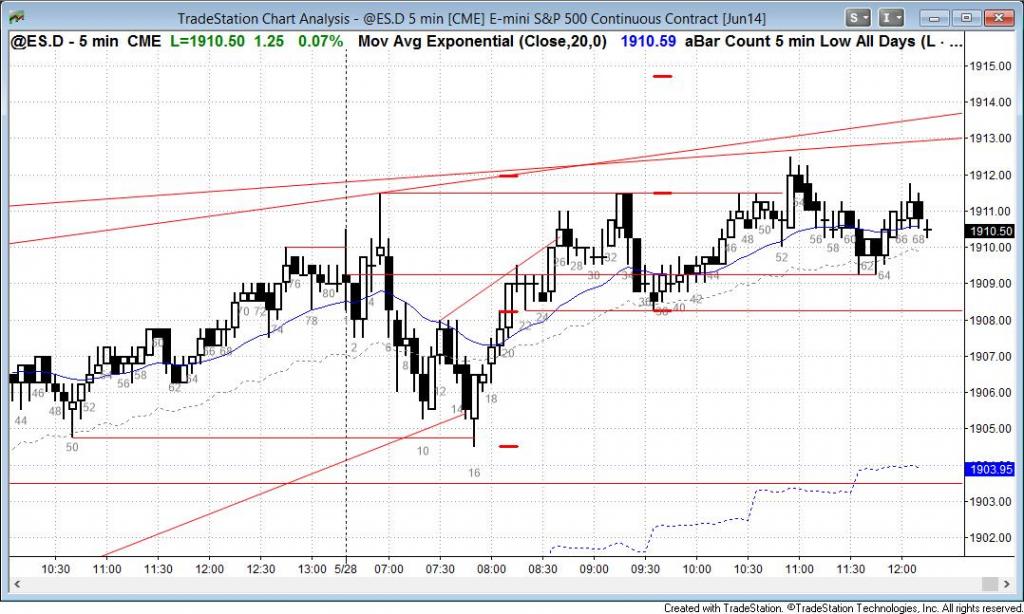 TradeStation Chart Analysis - @ES.D 5 min [CME] E-mini S&P 500 Continuous Contract [Jun14]
S I
@ES.D - 5 min CME L=1910.50 1.25 0.07% Mov Avg Exponential (Close,20,0) 1910.59 aBar Count 5 min Low All Days (L · ...
1915.00
1914.00
1913.00
1912.00
1911.00
1910.50
1910.00
1909.00
1908.00
1907.00
1906.00
1905.00
1903.95
1903.00
1902.00
44 46 48 50 52 56 58 62 64 66 68 70 72 74 76 78 80
2 4 6 8 10 12 14 16 18 20 22 24 26 28 30 32 34 36 38 40 42 44 46 48 50 52 54 56 58 60 62 64 66 68
10:30 11:00 11:30 12:00 12:30 13:00 5/28 07:00 07:30 08:00 08:30 09:00 09:30 10:00 10:30 11:00 11:30 12:00
Created with TradeStation. ©TradeStation Technologies, Inc. All rights reserved.